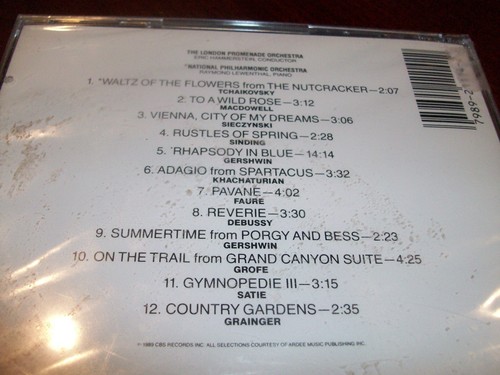 THE LONDON PROMENADE ORCHESTRA
ERIC HAMMERSTEIN, CONDUCTOR
*NATIONAL PHILHARMONIC ORCHESTRA
RAYMOND LEWENTHAL, PIANO
1. *WALTZ OF THE FLOWERS from THE NUTCRACKER—2:07
TCHAIKOVSKY
2. TO A WILD ROSE—3:12
MACDOWELL
3. VIENNA, CITY OF MY DREAMS—3:06
SIECZYNSKI
4. RUSTLES OF SPRING—2:28
SINDING
5. *RHAPSODY IN BLUE—14:14
GERSHWIN
6. ADAGIO from SPARTACUS—3:32
KHACHATURIAN
7. PAVANE—4:02
FAURE
8. REVERIE—3:30
DEBUSSY
9. SUMMERTIME from PORGY AND BESS—2:23
GERSHWIN
10. ON THE TRAIL from GRAND CANYON SUITE—4:25
GROFE
11. GYMNOPEDIE III—3:15
SATIE
12. COUNTRY GARDENS—2:35
GRAINGER
℗ 1989 CBS RECORDS INC. ALL SELECTIONS COURTESY OF ARDEE MUSIC PUBLISHING INC.